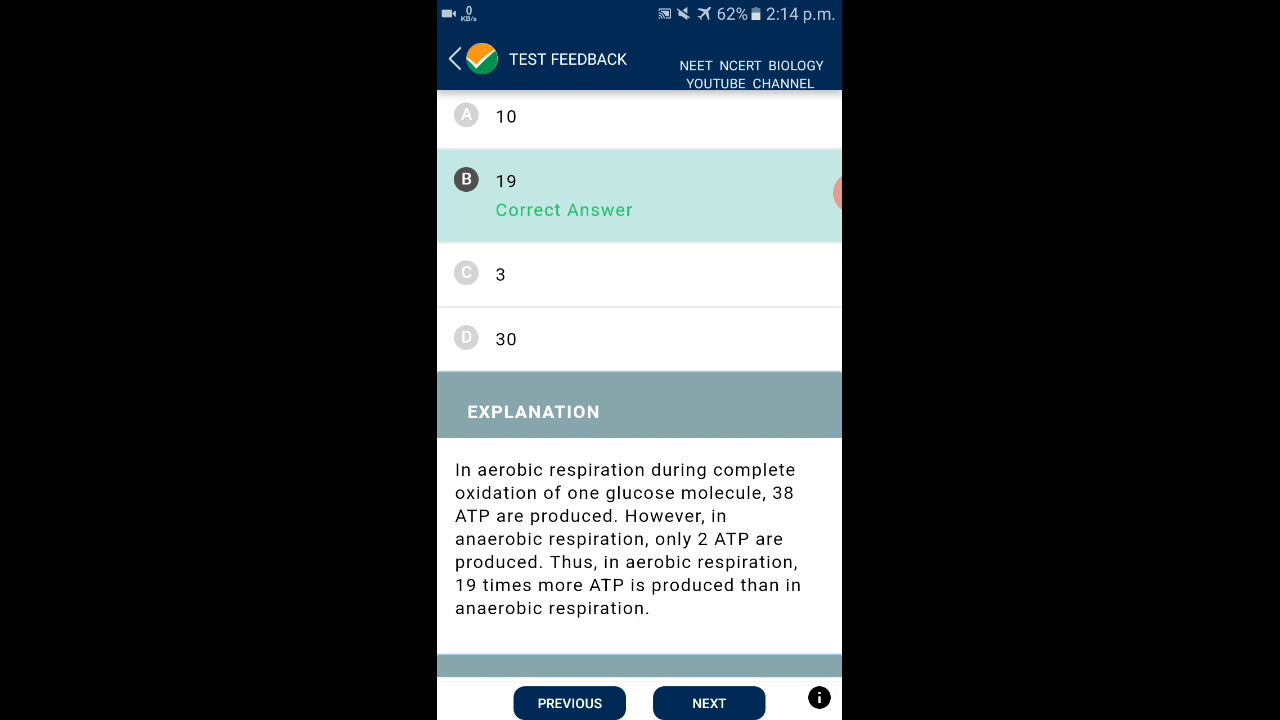 0
KB/s
62% 2:14 p.m.
TEST FEEDBACK
NEET NCERT BIOLOGY
YOUTUBE CHANNEL
A 10
B 19
Correct Answer
C 3
D 30
EXPLANATION
In aerobic respiration during complete
oxidation of one glucose molecule, 38
ATP are produced. However, in
anaerobic respiration, only 2 ATP are
produced. Thus, in aerobic respiration,
19 times more ATP is produced than in
anaerobic respiration.
PREVIOUS NEXT i